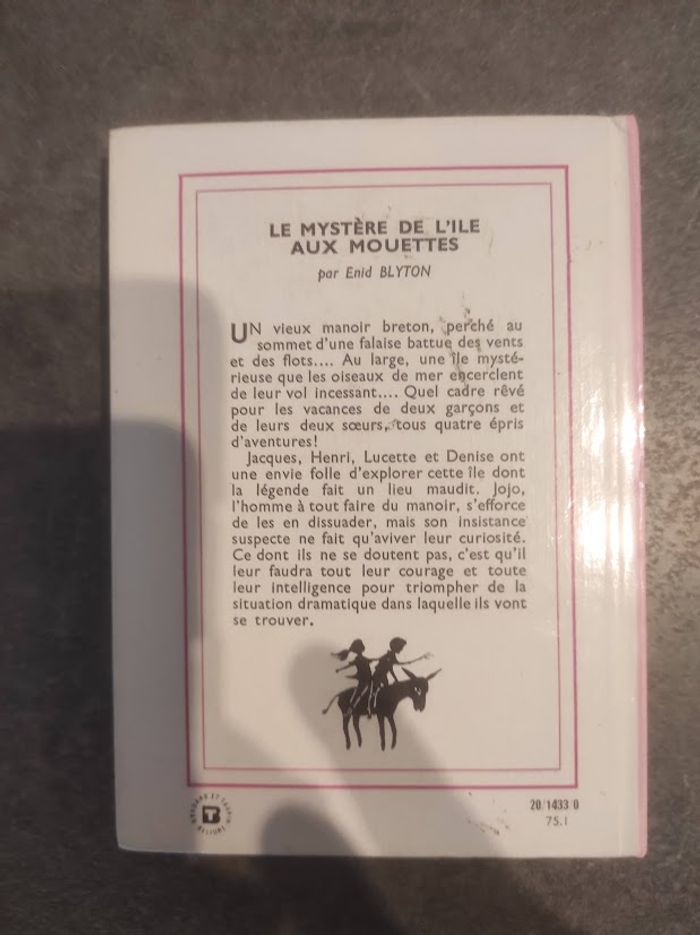 LE MYSTÈRE DE L'ILE
AUX MOUETTES
par Enid BLYTON
UN vieux manoir breton, perché au
sommet d'une falaise battue des vents
et des flots.... Au large, une île mysté-
rieuse que les oiseaux de mer encerclent
de leur vol incessant.... Quel cadre rêvé
pour les vacances de deux garçons et
de leurs deux sœurs, tous quatre épris
d'aventures!
Jacques, Henri, Lucette et Denise ont
une envie folle d'explorer cette île dont
la légende fait un lieu maudit. Jojo,
l'homme à tout faire du manoir, s'efforce
de les en dissuader, mais son insistance
suspecte ne fait qu'aviver leur curiosité.
Ce dont ils ne se doutent pas, c'est qu'il
leur faudra tout leur courage et toute
leur intelligence pour triompher de la
situation dramatique dans laquelle ils vont
se trouver.
BRODARD ET TAUPIN
RELIURE
20/1433 0
75.1